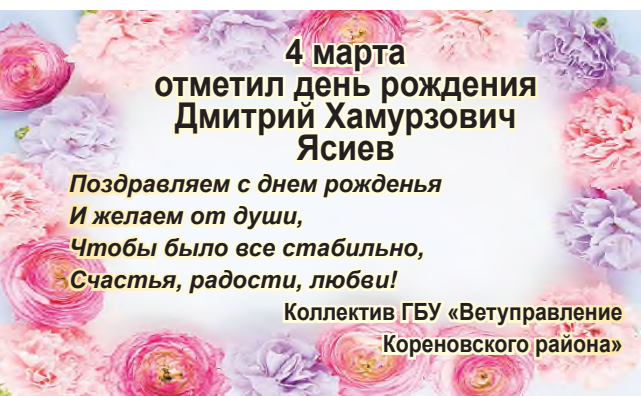 4 марта
отметил день рождения
Дмитрий Хамурзович
Ясиев
Поздравляем с днем рожденья
И желаем от души,
Чтобы было все стабильно,
Счастья, радости, любви!
Коллектив ГБУ «Ветуправление
Кореновского района»